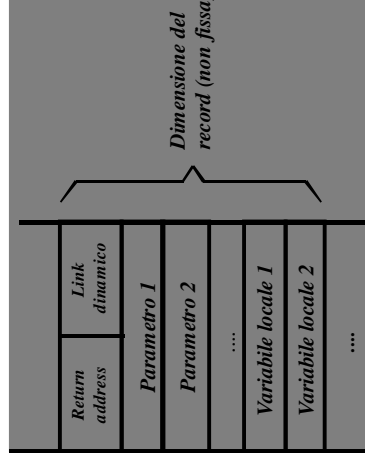 Return
address
Link
dinamico
Parametro 1
Parametro 2
....
Variabile locale 1
Variabile locale 2
....
Dimensione del
record (non fissa